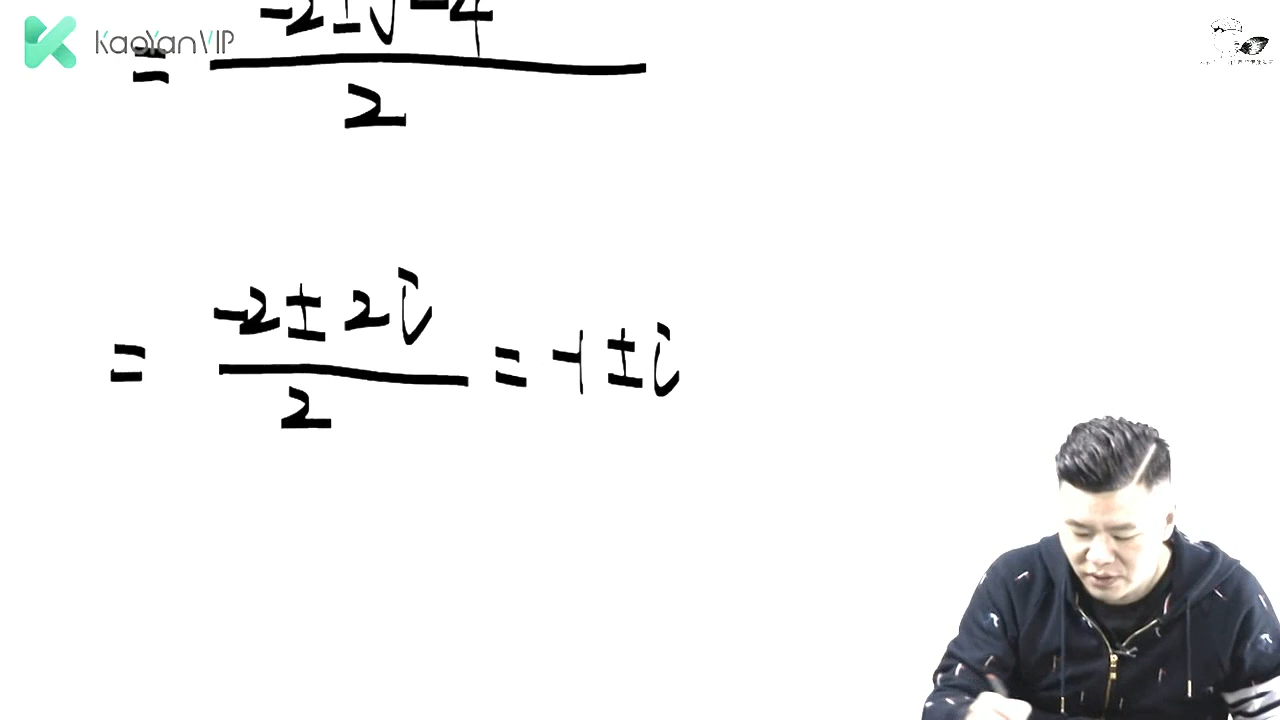 KaoYanVIP
= (-2±√-4)/2
= (-2±2i)/2 = -1±i